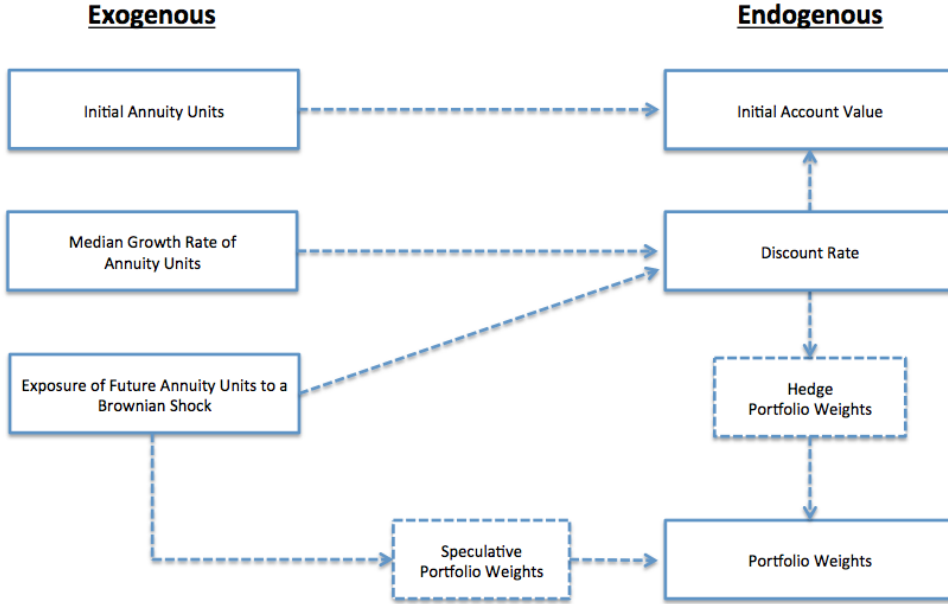 Exogenous
Endogenous
Initial Annuity Units
Initial Account Value
Median Growth Rate of
Annuity Units
Discount Rate
Exposure of Future Annuity Units to a
Brownian Shock
Hedge
Portfolio Weights
Speculative
Portfolio Weights
Portfolio Weights